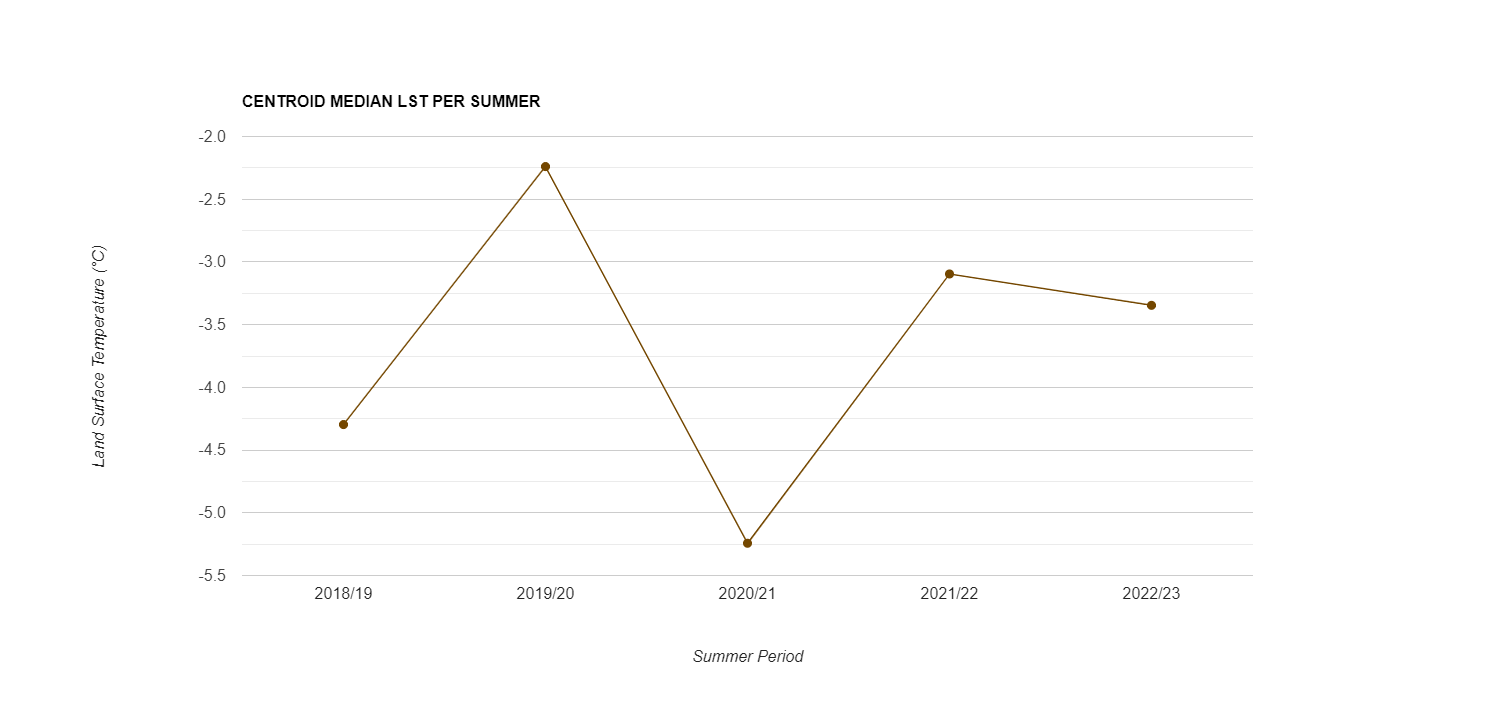 CENTROID MEDIAN LST PER SUMMER
-2.0
-2.5
-3.0
-3.5
-4.0
-4.5
-5.0
-5.5
Land Surface Temperature (°C)
2018/19 2019/20 2020/21 2021/22 2022/23
Summer Period